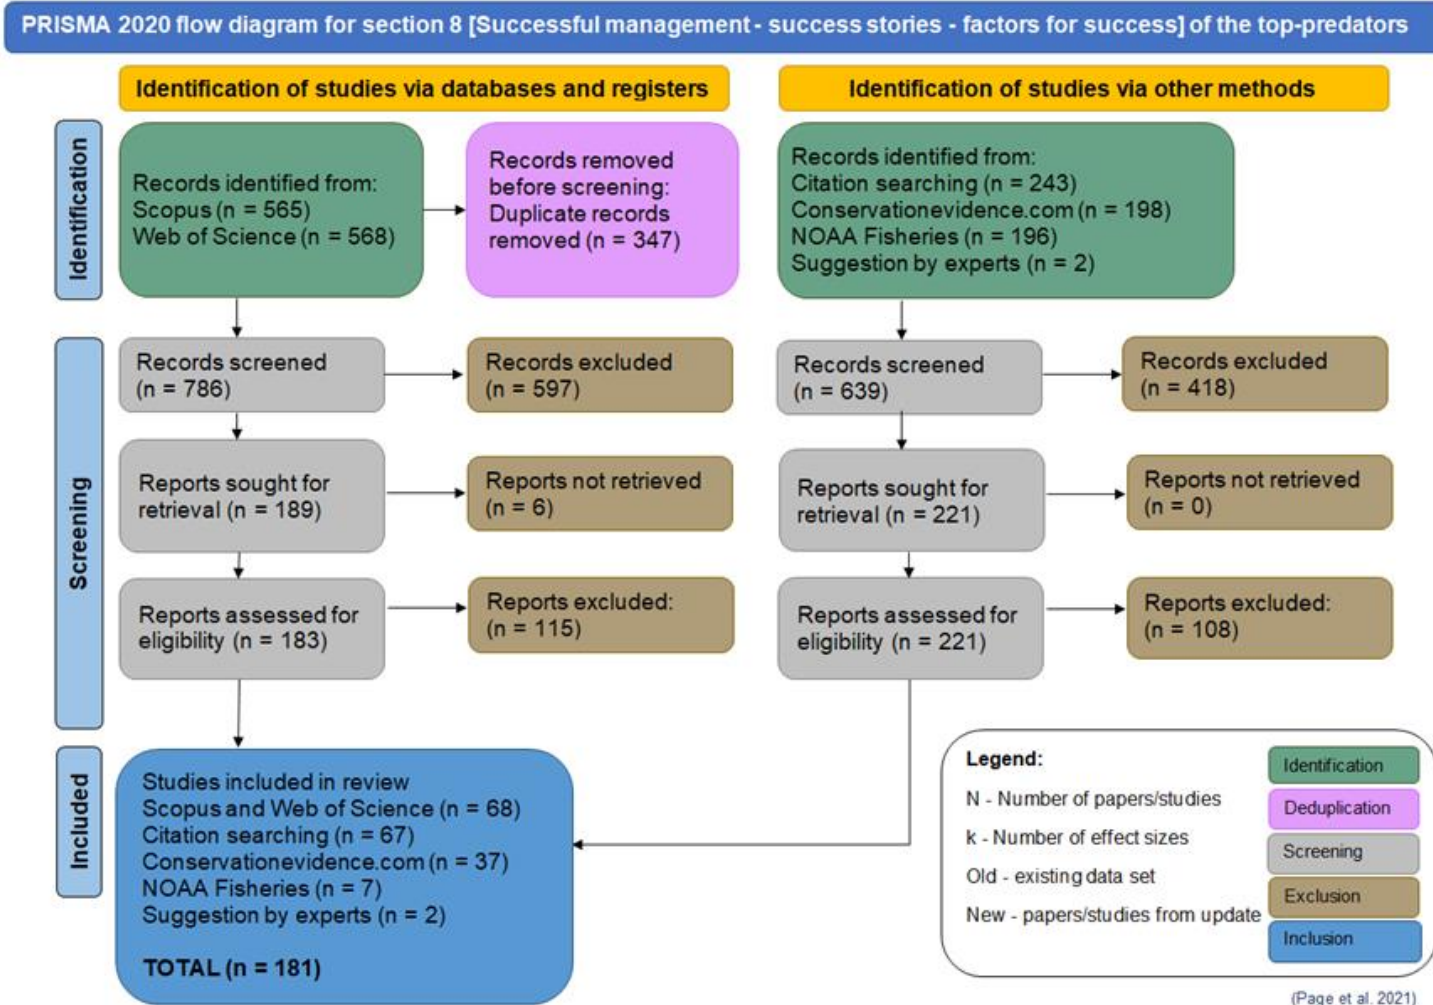 PRISMA 2020 flow diagram for section 8 [Successful management - success stories - factors for success] of the top-predators
Identification of studies via databases and registers
Identification of studies via other methods
Identification
Records identified from:
Scopus (n = 565)
Web of Science (n = 568)
Records removed
before screening:
Duplicate records
removed (n = 347)
Records identified from:
Citation searching (n = 243)
Conservationevidence.com (n = 198)
NOAA Fisheries (n = 196)
Suggestion by experts (n = 2)
Screening
Records screened
(n = 786)
Records excluded
(n = 597)
Records screened
(n = 639)
Records excluded
(n = 418)
Reports sought for
retrieval (n = 189)
Reports not retrieved
(n = 6)
Reports sought for
retrieval (n = 221)
Reports not retrieved
(n = 0)
Reports assessed for
eligibility (n = 183)
Reports excluded:
(n = 115)
Reports assessed for
eligibility (n = 221)
Reports excluded:
(n = 108)
Included
Studies included in review
Scopus and Web of Science (n = 68)
Citation searching (n = 67)
Conservationevidence.com (n = 37)
NOAA Fisheries (n = 7)
Suggestion by experts (n = 2)
TOTAL (n = 181)
Legend:
N - Number of papers/studies
k - Number of effect sizes
Old - existing data set
New - papers/studies from update
Identification
Deduplication
Screening
Exclusion
Inclusion
(Page et al. 2021)